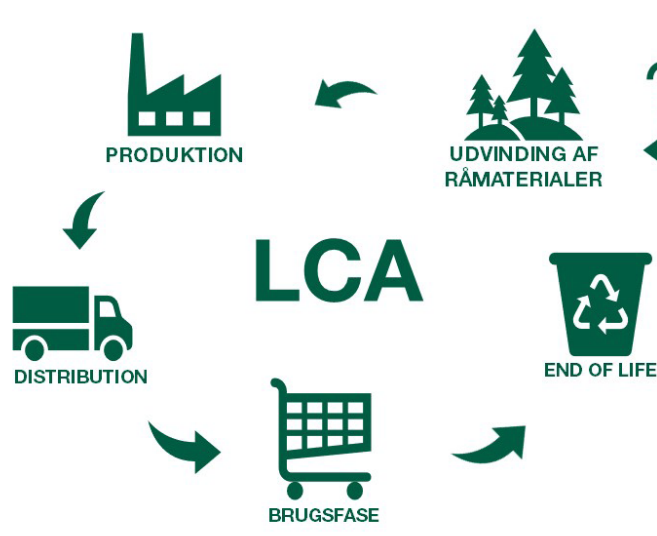 PRODUKTION
UDVINDING AF
RÅMATERIALER
LCA
DISTRIBUTION
END OF LIFE
BRUGSFASE